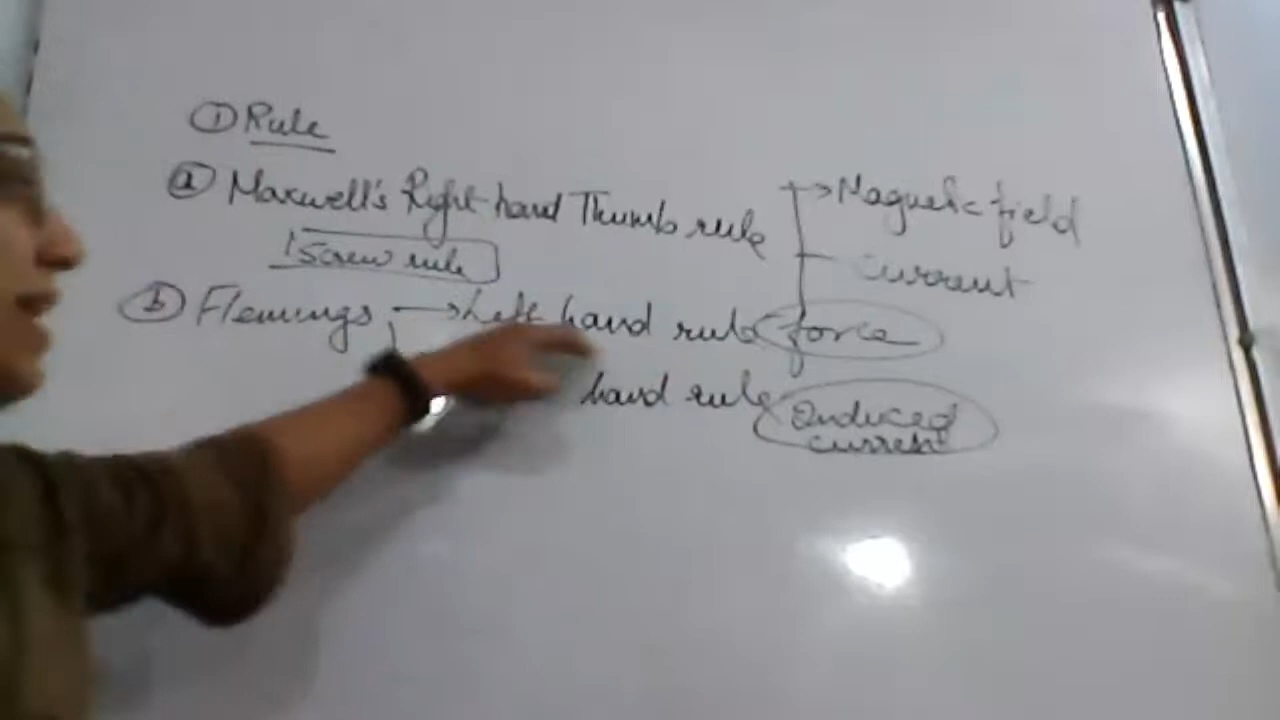 ① Rule
ⓐ Maxwell's Right hand Thumb rule
→ Magnetic field
/Screw rule
current
ⓑ Flemings → Left hand rule force
hand rule
Induced
current